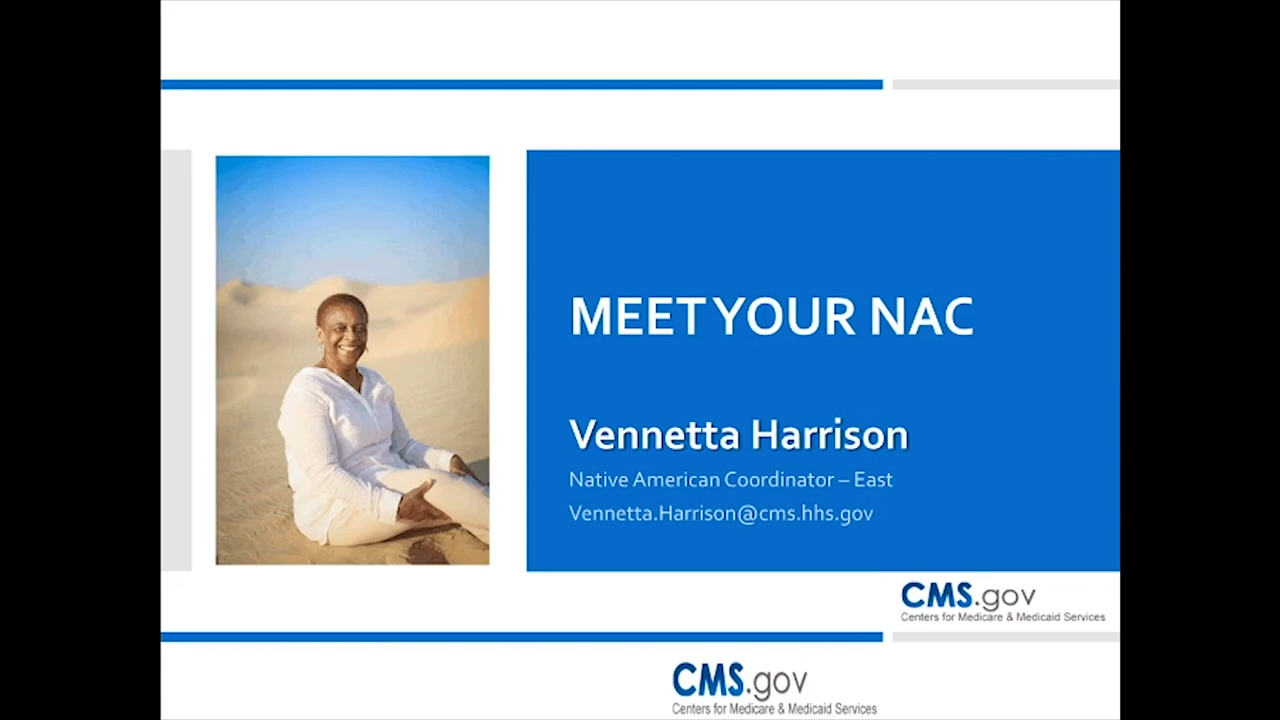 MEET YOUR NAC
Vennetta Harrison
Native American Coordinator – East
Vennetta.Harrison@cms.hhs.gov
CMS.gov
Centers for Medicare & Medicaid Services
CMS.gov
Centers for Medicare & Medicaid Services